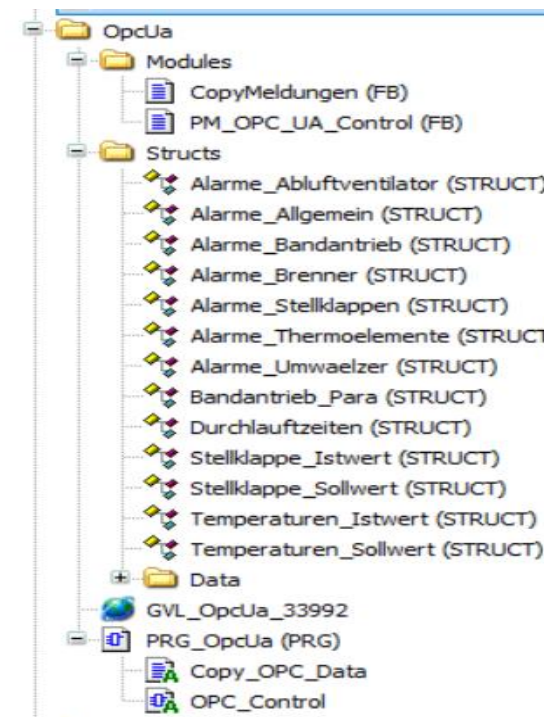 OpcUa
Modules
CopyMeldungen (FB)
PM_OPC_UA_Control (FB)
Structs
Alarme_Abluftventilator (STRUCT)
Alarme_Allgemein (STRUCT)
Alarme_Bandantrieb (STRUCT)
Alarme_Brenner (STRUCT)
Alarme_Stellklappen (STRUCT)
Alarme_Thermoelemente (STRUCT
Alarme_Umwaelzer (STRUCT)
Bandantrieb_Para (STRUCT)
Durchlauftzeiten (STRUCT)
Stellklappe_Istwert (STRUCT)
Stellklappe_Sollwert (STRUCT)
Temperaturen_Istwert (STRUCT)
Temperaturen_Sollwert (STRUCT)
Data
GVL_OpcUa_33992
PRG_OpcUa (PRG)
Copy_OPC_Data
OPC_Control